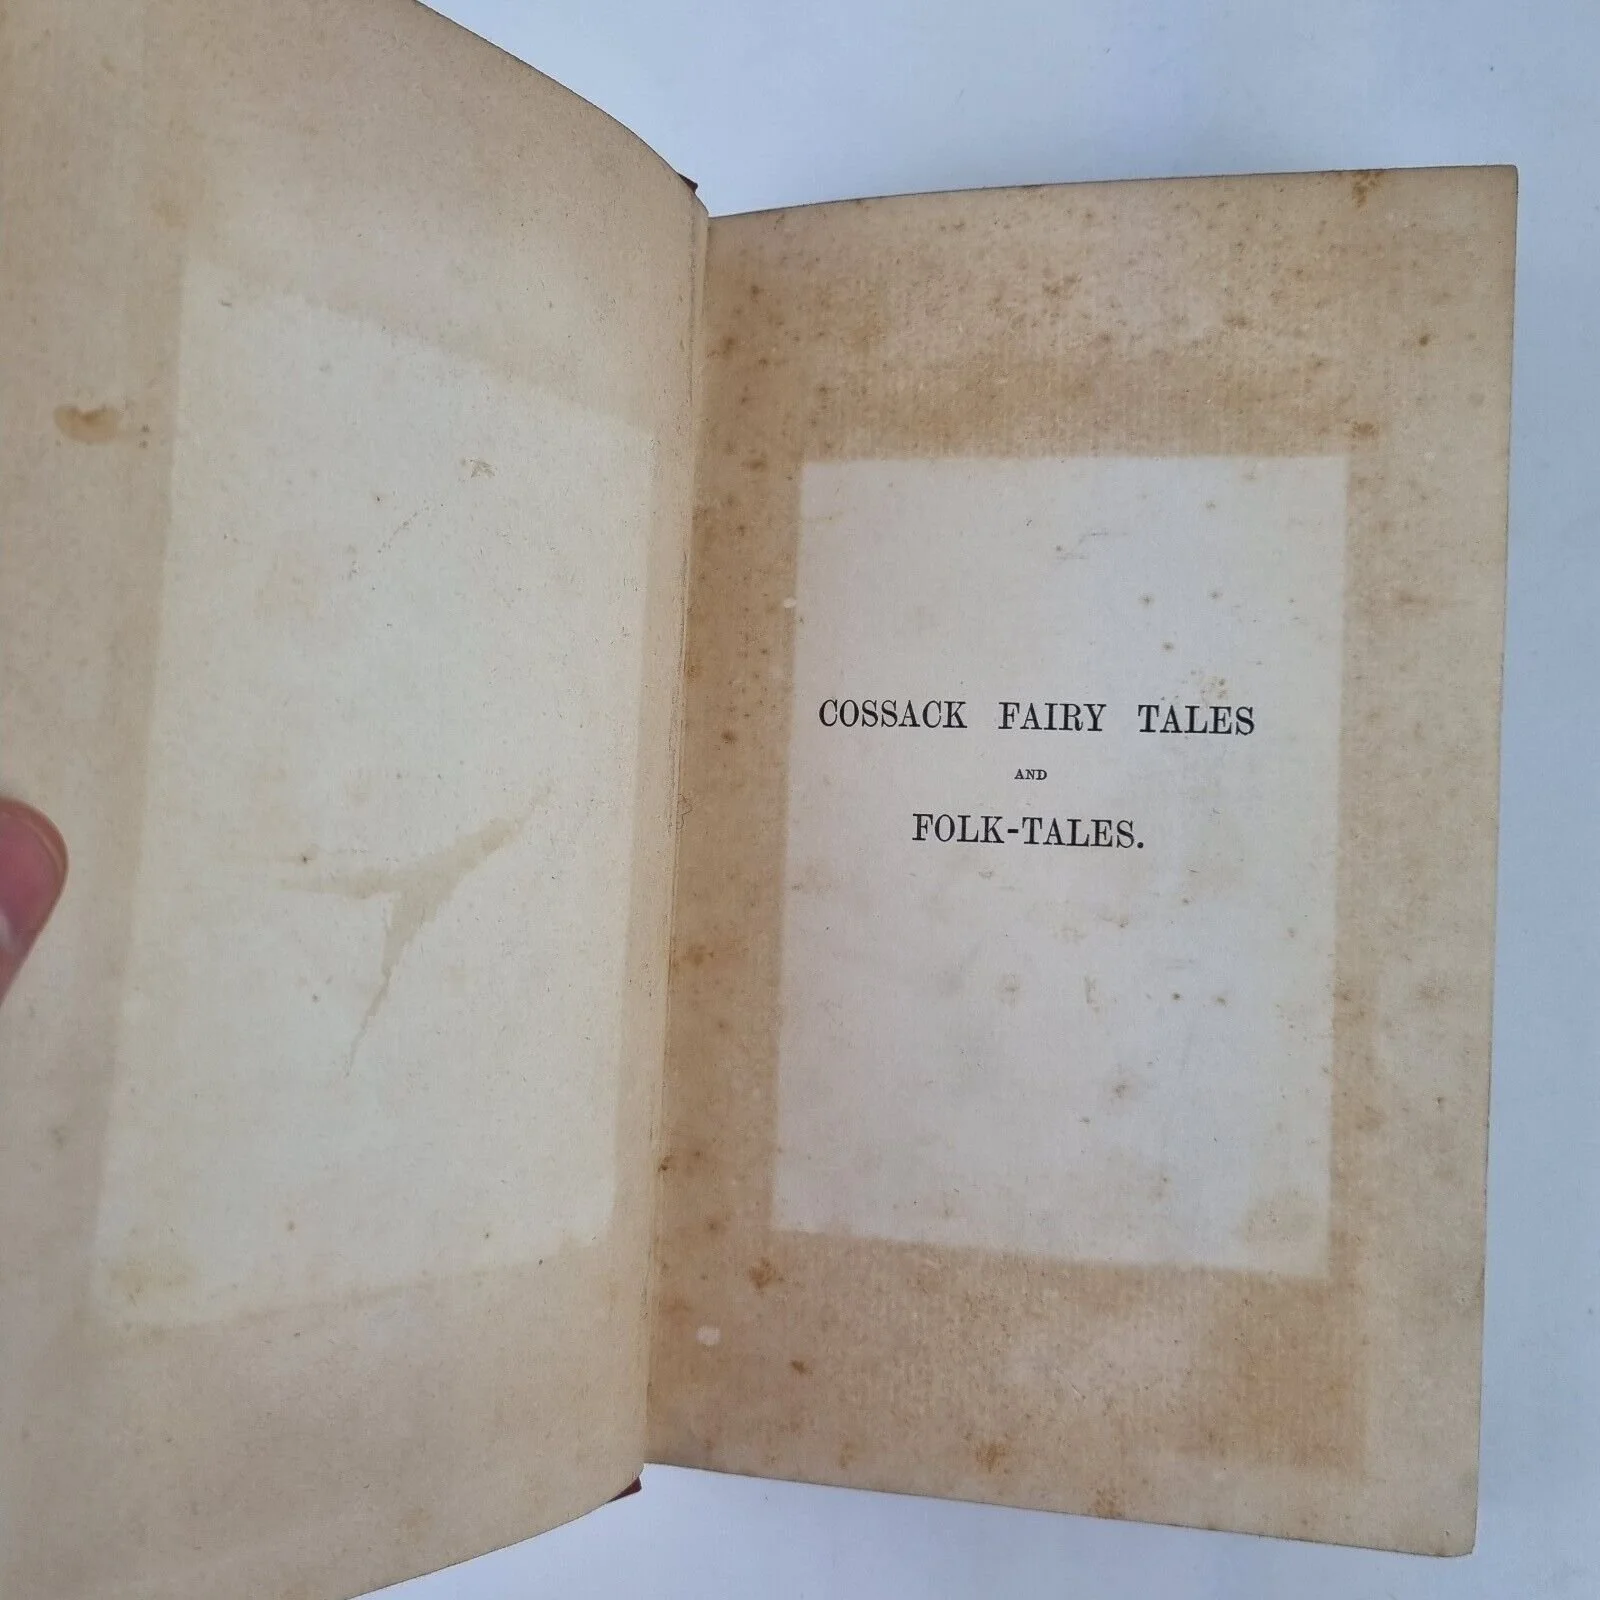 COSSACK FAIRY TALES
AND
FOLK-TALES.